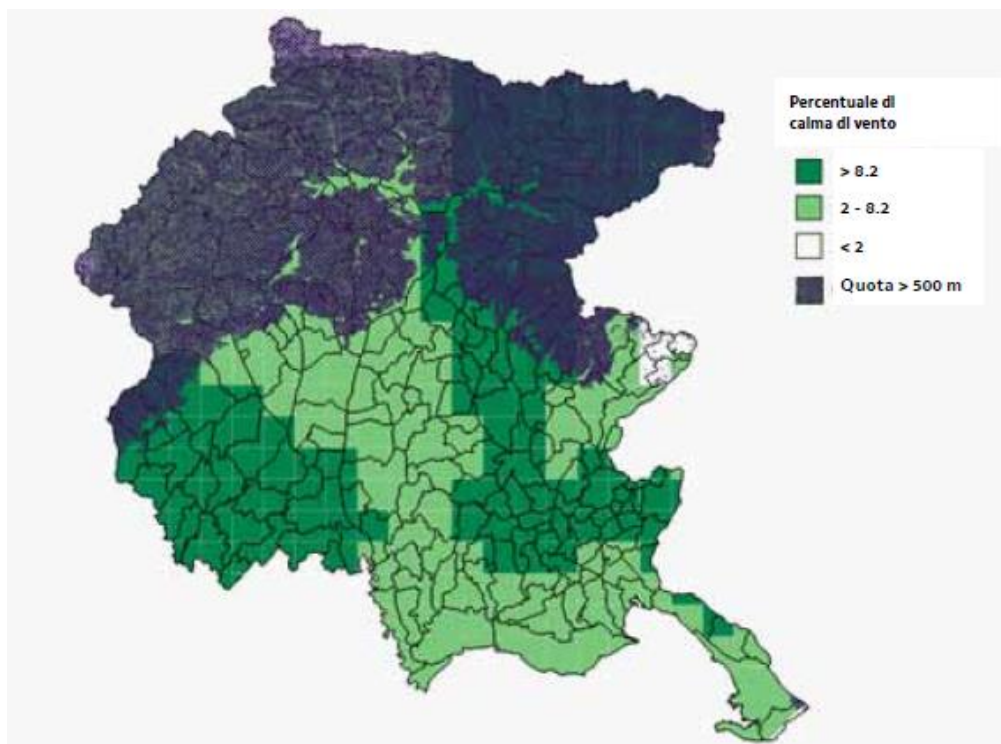 Percentuale di
calma di vento
> 8.2
2 - 8.2
< 2
Quota > 500 m